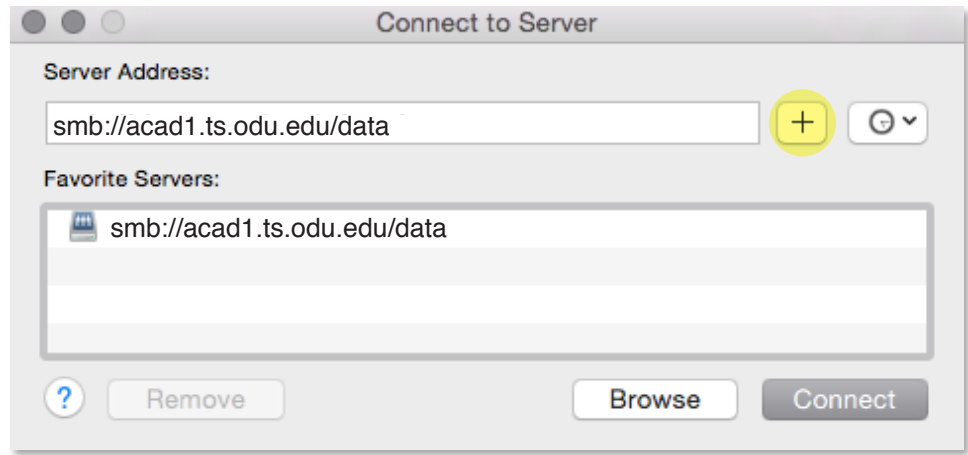 Connect to Server
Server Address:
smb://acad1.ts.odu.edu/data
+
Favorite Servers:
smb://acad1.ts.odu.edu/data
? Remove Browse Connect